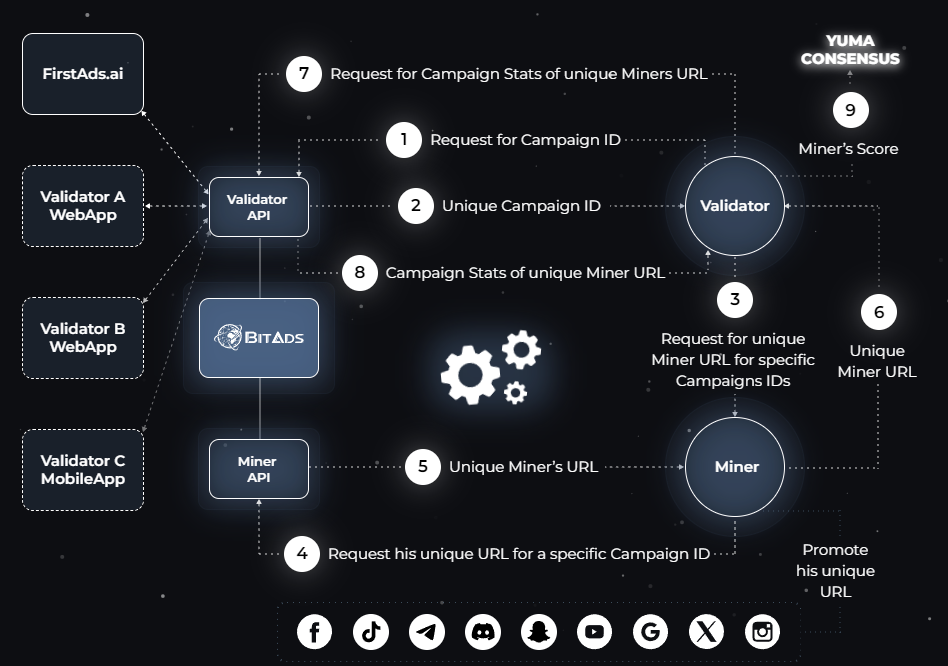 YUMA
CONSENSUS
FirstAds.ai
7 Request for Campaign Stats of unique Miners URL
9
Miner's Score
1 Request for Campaign ID
Validator A
WebApp
Validator
API
2 Unique Campaign ID
Validator
8 Campaign Stats of unique Miner URL
3
Request for unique
Miner URL for specific
Campaigns IDs
6
Unique
Miner URL
Validator B
WebApp
BITADS
Validator C
MobileApp
Miner
API
5 Unique Miner's URL
Miner
4 Request his unique URL for a specific Campaign ID
Promote
his unique
URL